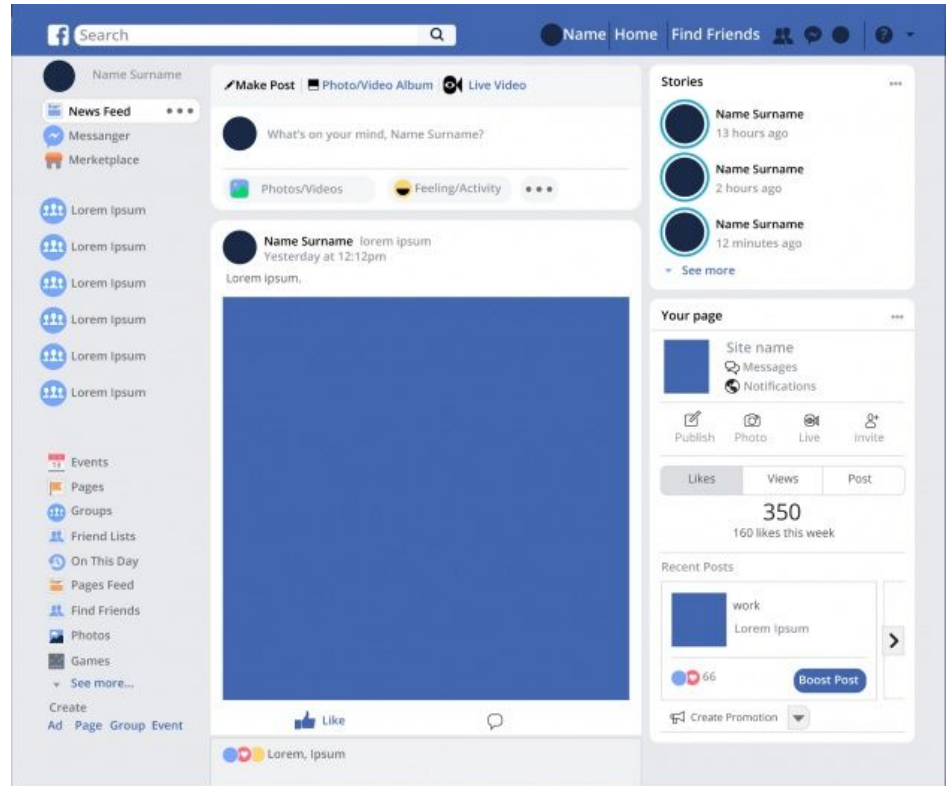 f Search
Name Home Find Friends ?
Name Surname
News Feed
Messanger
Merketplace
Lorem Ipsum
Lorem Ipsum
Lorem Ipsum
Lorem Ipsum
Lorem Ipsum
Lorem Ipsum
Events
Pages
Groups
Friend Lists
On This Day
Pages Feed
Find Friends
Photos
Games
See more...
Create
Ad Page Group Event
Make Post Photo/Video Album Live Video
What's on your mind, Name Surname?
Photos/Videos Feeling/Activity
Name Surname lorem ipsum
Yesterday at 12:12pm
Lorem ipsum.
Like
Lorem, Ipsum
Stories
Name Surname
13 hours ago
Name Surname
2 hours ago
Name Surname
12 minutes ago
See more
Your page
Site name
Messages
Notifications
Publish Photo Live Invite
Likes Views Post
350
160 likes this week
Recent Posts
work
Lorem Ipsum
66 Boost Post
Create Promotion